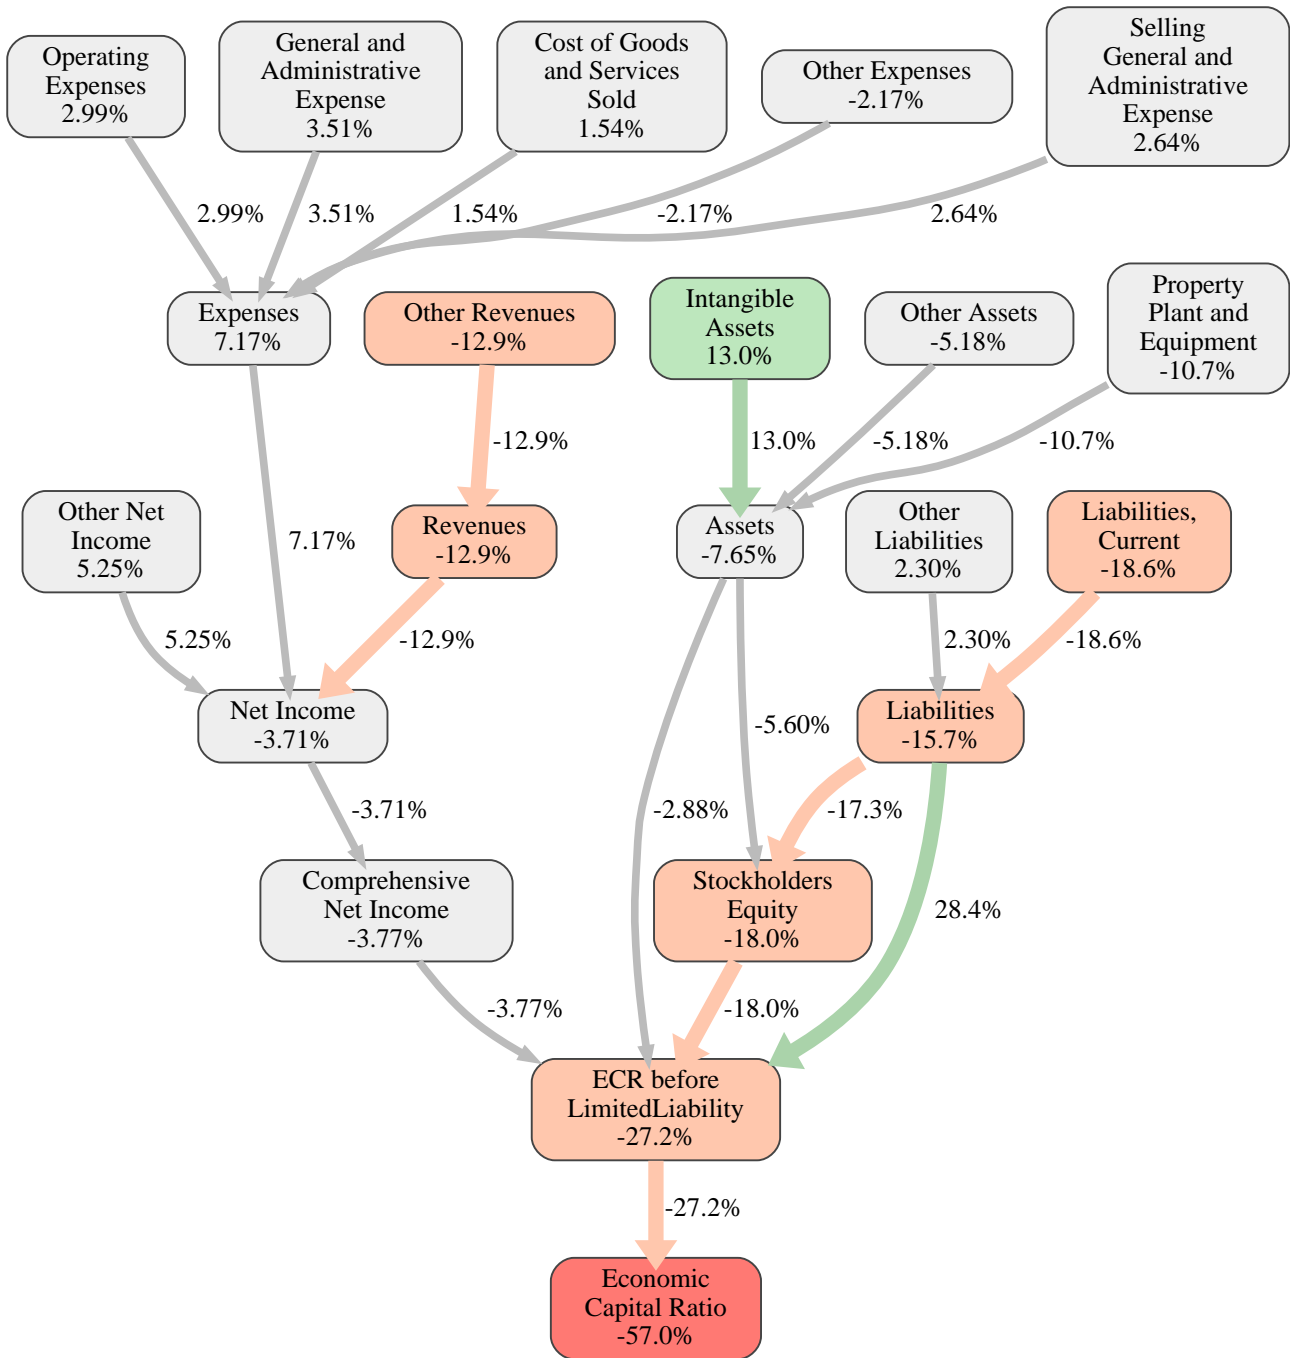 Operating
Expenses
2.99%
General and
Administrative
Expense
3.51%
Cost of Goods
and Services
Sold
1.54%
Other Expenses
-2.17%
Selling
General and
Administrative
Expense
2.64%
2.99%
3.51%
1.54%
-2.17%
2.64%
Expenses
7.17%
Other Revenues
-12.9%
Intangible
Assets
13.0%
Other Assets
-5.18%
Property
Plant and
Equipment
-10.7%
-12.9%
13.0%
-5.18%
-10.7%
Other Net
Income
5.25%
7.17%
Revenues
-12.9%
Assets
-7.65%
Other
Liabilities
2.30%
Liabilities,
Current
-18.6%
5.25%
-12.9%
2.30%
-18.6%
Net Income
-3.71%
-5.60%
Liabilities
-15.7%
-3.71%
-2.88%
-17.3%
Comprehensive
Net Income
-3.77%
Stockholders
Equity
-18.0%
28.4%
-3.77%
-18.0%
ECR before
LimitedLiability
-27.2%
-27.2%
Economic
Capital Ratio
-57.0%